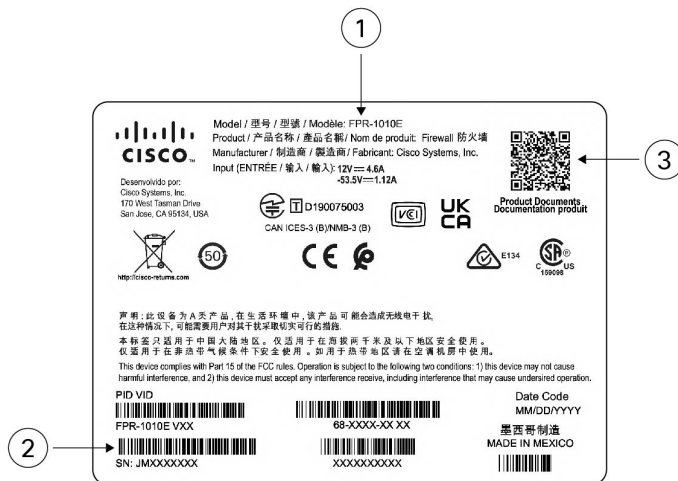 1
CISCO™
Model / 型号 / 型號 / Modèle: FPR-1010E
Product / 产品名称 / 產品名稱/ Nom de produit: Firewall 防火墙
Manufacturer / 制造商 / 製造商 / Fabricant: Cisco Systems, Inc.
Input (ENTRÉE / 输入 / 輸入): 12V⎓4.6A
-53.5V⎓1.12A
3
Product Documents
Documentation produit
Desenvolvido por:
Cisco Systems, Inc.
170 West Tasman Drive
San Jose, CA 95134, USA
T D190075003
VCI
UK
CA
CAN ICES-3 (B)/NMB-3 (B)
http://cisco-returns.com
50
CE
E134
SA®
C US
159096
声明:此设备为A类产品,在生活环境中,该产品可能会造成无线电干扰,
在这种情况下,可能需要用户对其干扰采取切实可行的措施.
本标签只适用于中国大陆地区。仅适用于在海拔两千米及以下地区安全使用。
仅适用于在非热带气候条件下安全使用。如用于热带地区请在空调机房中使用。
This device complies with Part 15 of the FCC rules. Operation is subject to the following two conditions: 1) this device may not cause
harmful interference, and 2) this device must accept any interference receive, including interference that may cause undersired operation.
PID VID
FPR-1010E VXX
68-XXXX-XX XX
Date Code
MM/DD/YYYY
墨西哥制造
MADE IN MEXICO
2
SN: JMXXXXXXX
XXXXXXXXXX